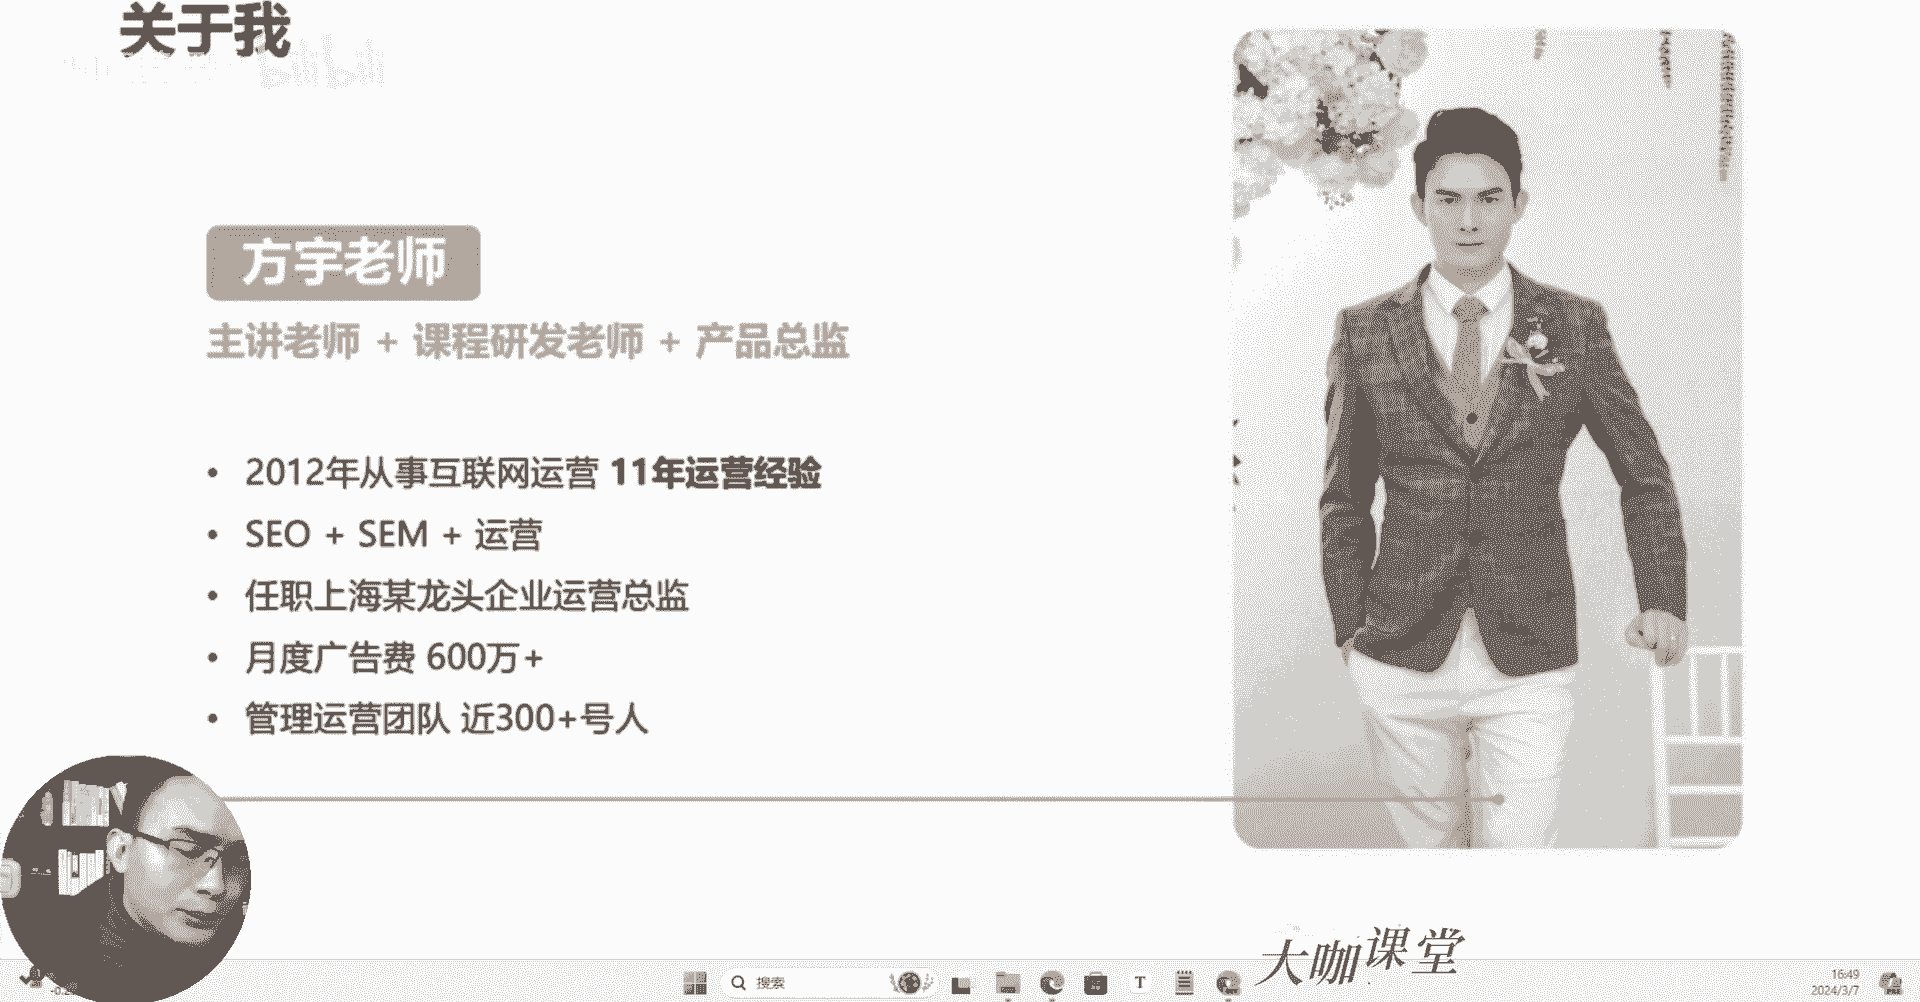 关于我
bilibili
方宇老师
主讲老师 + 课程研发老师 + 产品总监
• 2012年从事互联网运营 11年运营经验
• SEO + SEM + 运营
• 任职上海某龙头企业运营总监
• 月度广告费 600万+
• 管理运营团队 近300+号人
大咖课堂
搜索
T
16:49
2024/3/7